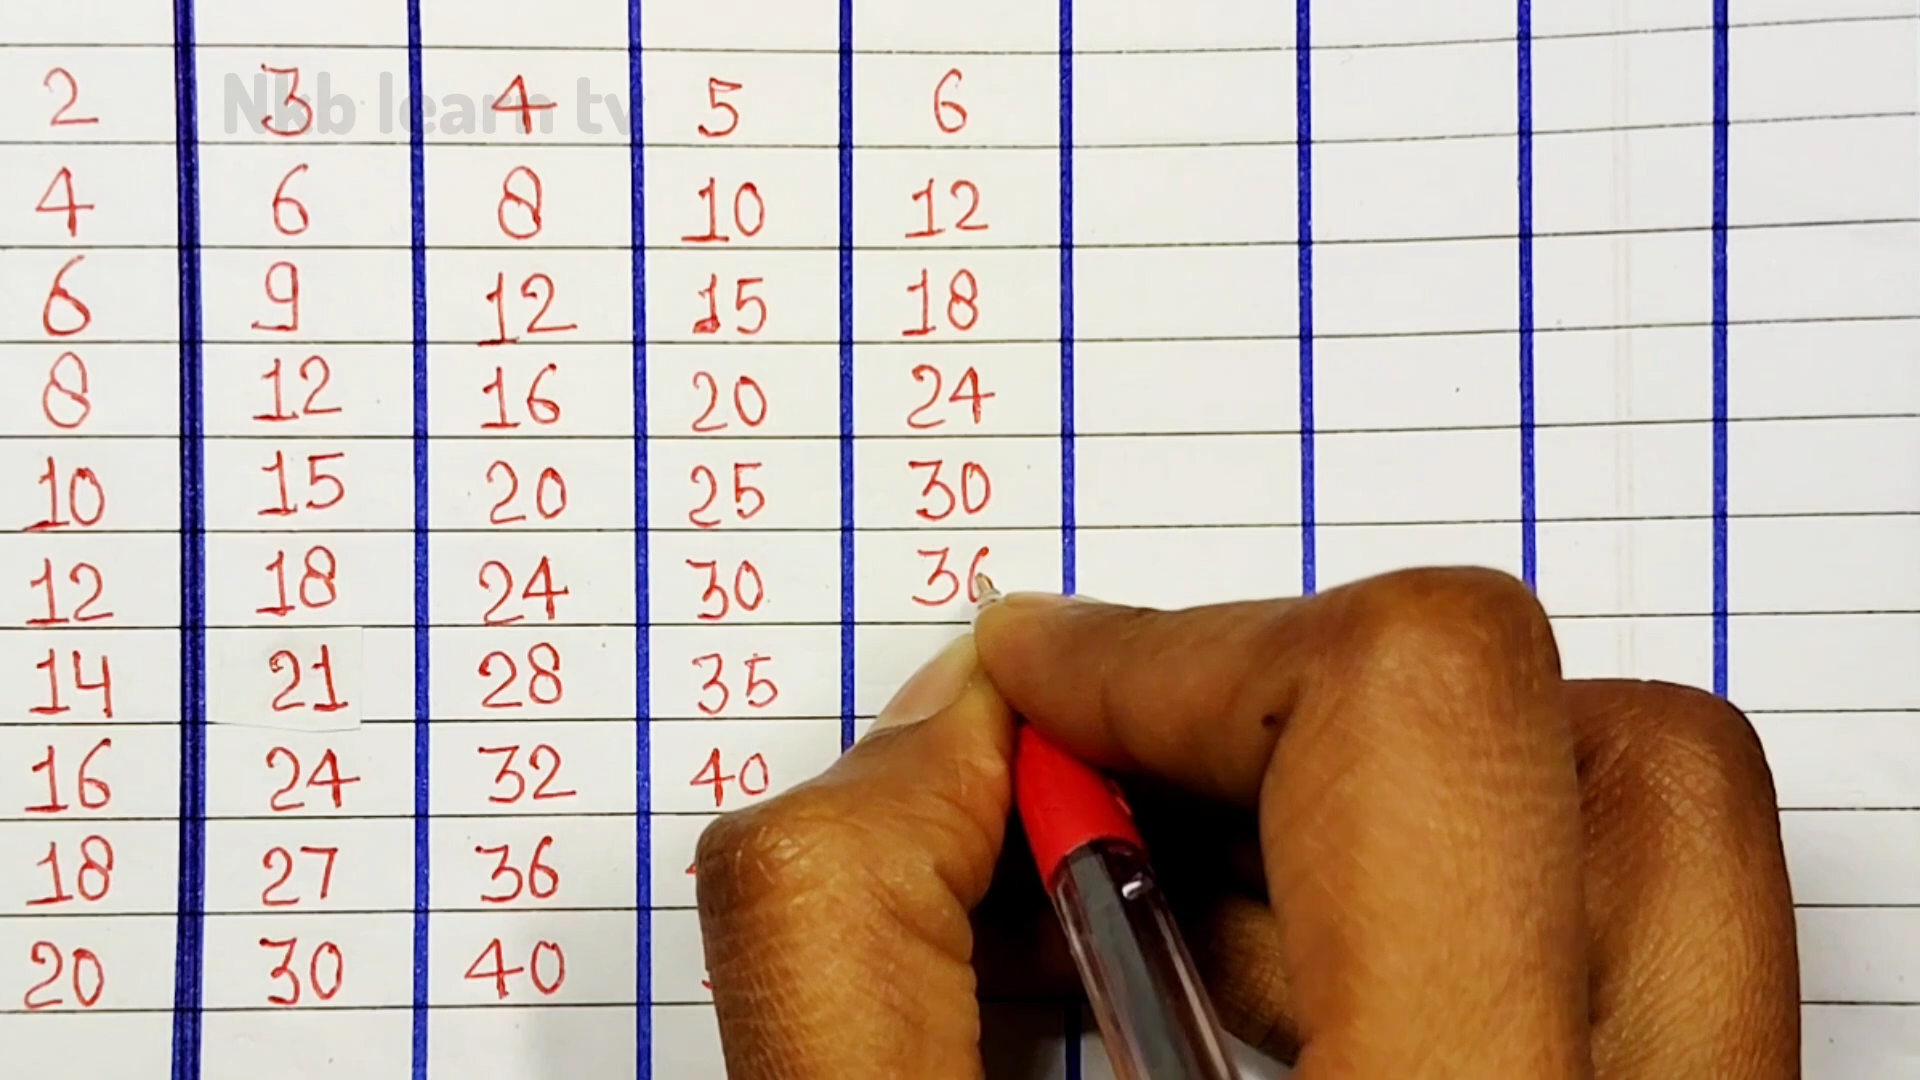 Nkb learn tv
2 3 4 5 6
4 6 8 10 12
6 9 12 15 18
8 12 16 20 24
10 15 20 25 30
12 18 24 30 36
14 21 28 35
16 24 32 40
18 27 36
20 30 40